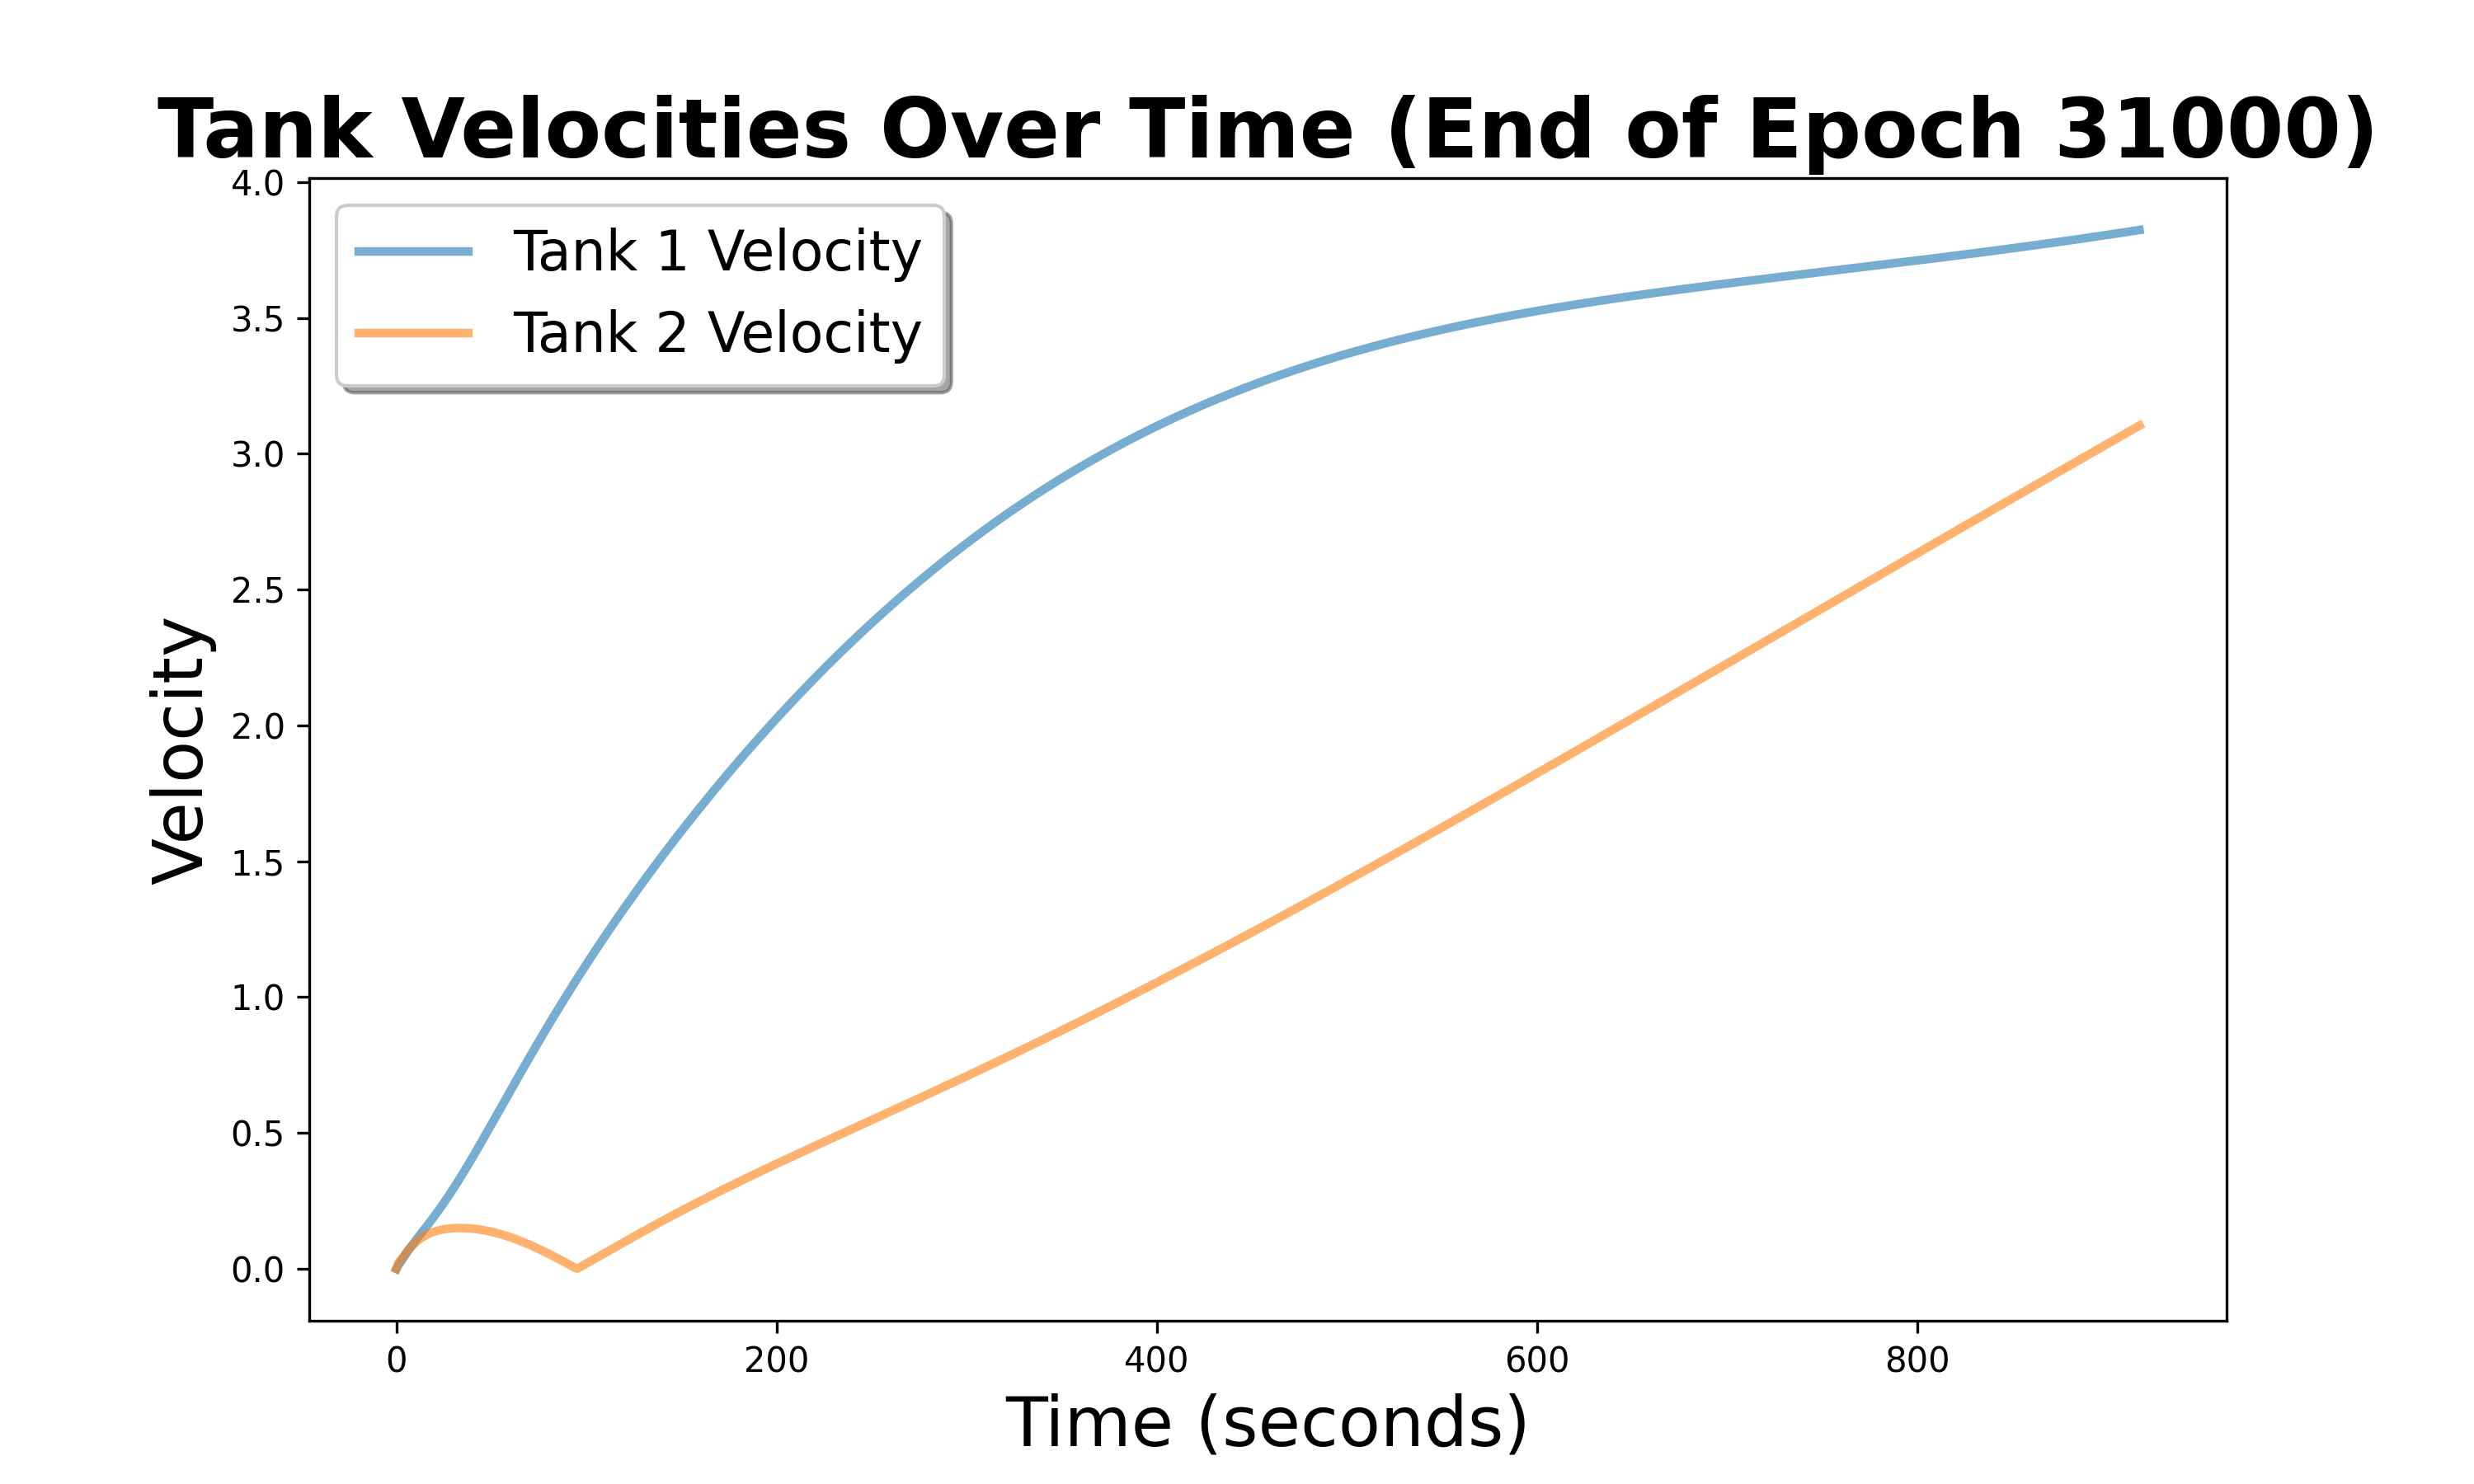 Tank Velocities Over Time (End of Epoch 31000)
Tank 1 Velocity
Tank 2 Velocity
Velocity
4.0
3.5
3.0
2.5
2.0
1.5
1.0
0.5
0.0
0 200 400 600 800
Time (seconds)